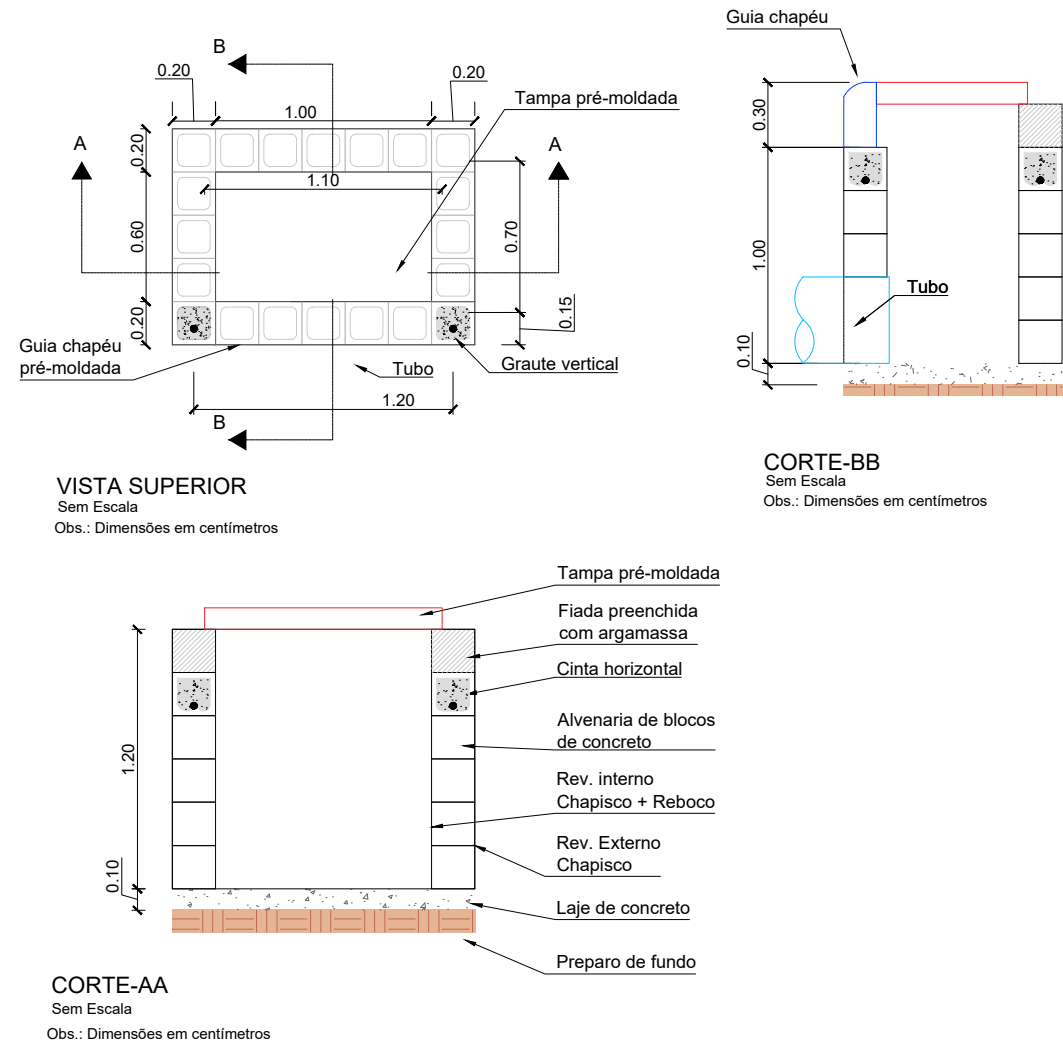 B
0.20
0.20
1.00
Tampa pré-moldada
A
A
0.20
1.10
0.60
0.70
0.20
0.15
Guia chapéu
pré-moldada
Tubo
Graute vertical
1.20
B
VISTA SUPERIOR
Sem Escala
Obs.: Dimensões em centímetros
Guia chapéu
0.30
1.00
Tubo
0.10
CORTE-BB
Sem Escala
Obs.: Dimensões em centímetros
Tampa pré-moldada
Fiada preenchida
com argamassa
Cinta horizontal
1.20
Alvenaria de blocos
de concreto
Rev. interno
Chapisco + Reboco
Rev. Externo
Chapisco
0.10
Laje de concreto
Preparo de fundo
CORTE-AA
Sem Escala
Obs.: Dimensões em centímetros